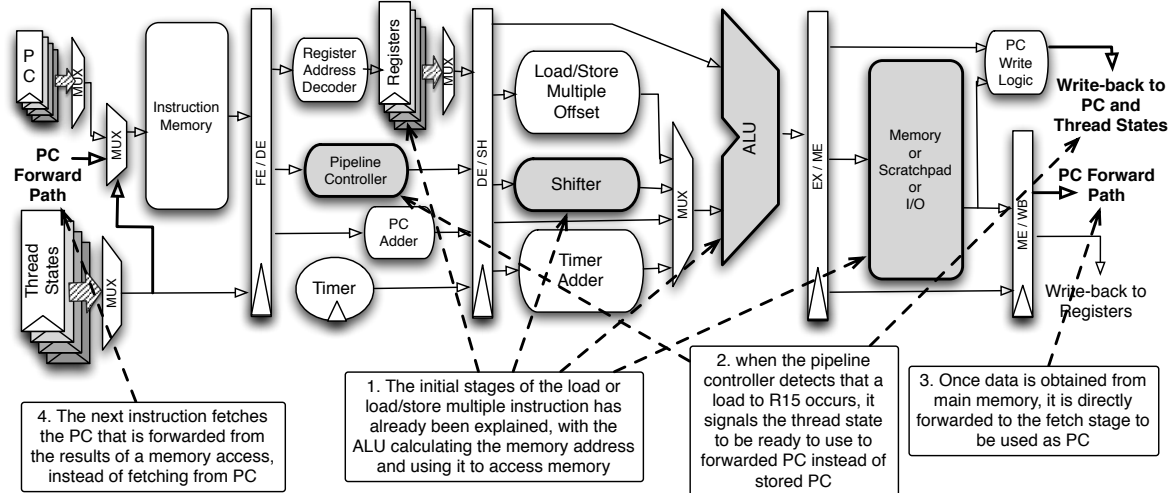 PC
MUX
MUX
PC
Forward
Path
Thread
States
MUX
Instruction
Memory
FE / DE
Register
Address
Decoder
Registers
MUX
Pipeline
Controller
PC
Adder
Timer
DE / SH
Load/Store
Multiple
Offset
Shifter
Timer
Adder
MUX
ALU
EX / ME
Memory
or
Scratchpad
or
I/O
PC
Write
Logic
Write-back to
PC and
Thread States
ME / WB
PC Forward
Path
Write-back to
Registers
4. The next instruction fetches
the PC that is forwarded from
the results of a memory access,
instead of fetching from PC
1. The initial stages of the load or
load/store multiple instruction has
already been explained, with the
ALU calculating the memory address
and using it to access memory
2. when the pipeline
controller detects that a
load to R15 occurs, it
signals the thread state
to be ready to use to
forwarded PC instead of
stored PC
3. Once data is obtained from
main memory, it is directly
forwarded to the fetch stage to
be used as PC